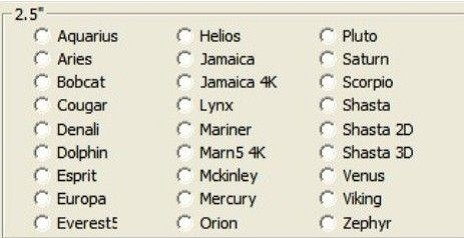 2.5"
Aquarius
Aries
Bobcat
Cougar
Denali
Dolphin
Esprit
Europa
Everest5
Helios
Jamaica
Jamaica 4K
Lynx
Mariner
Marn5 4K
Mckinley
Mercury
Orion
Pluto
Saturn
Scorpio
Shasta
Shasta 2D
Shasta 3D
Venus
Viking
Zephyr